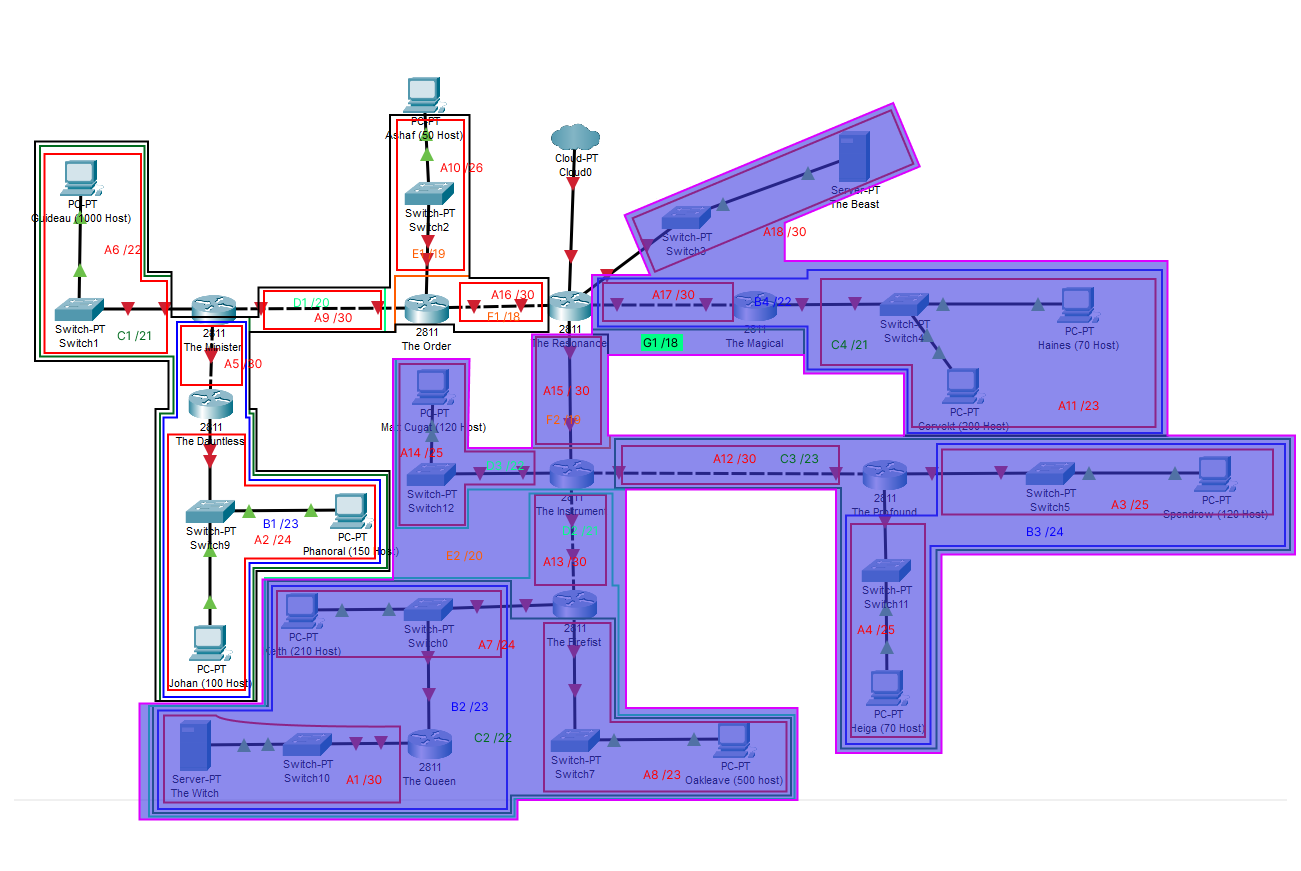 PC-PT
Ashaf (50 Host)
A10 /26
Switch-PT
Switch2
E1 /19
Cloud-PT
Cloud0
Server-PT
The Beast
Switch-PT
Switch3
A18 /30
PC-PT
Guideau (1000 Host)
A6 /22
Switch-PT
Switch1
C1 /21
D1 /20
A9 /30
2811
The Minister
A5 /30
2811
The Order
A16 /30
F1 /18
2811
The Resonance
A17 /30
B4 /22
2811
The Magical
G1 /18
Switch-PT
Switch4
C4 /21
PC-PT
Haines (70 Host)
PC-PT
(200 Host)
A11 /23
2811
The Dauntless
PC-PT
Mac Cugat (120 Host)
A15 / 30
F2 /19
A14 /25
Switch-PT
Switch12
2811
The Instrument
A12 /30
C3 /23
2811
The Profound
Switch-PT
Switch5
A3 /25
PC-PT
Spendrow (120 Host)
B3 /24
Switch-PT
Switch9
B1 /23
A2 /24
PC-PT
Phanoral (150 Host)
D2 /21
E2 /20
A13 /30
Switch-PT
Switch11
A4 /25
PC-PT
Heiga (70 Host)
PC-PT
Johan (100 Host)
PC-PT
Keith (210 Host)
Switch-PT
Switch0
A7 /24
2811
The Firefist
B2 /23
C2 /22
Server-PT
The Witch
Switch-PT
Switch10
A1 /30
2811
The Queen
Switch-PT
Switch7
A8 /23
PC-PT
Oakleave (500 host)